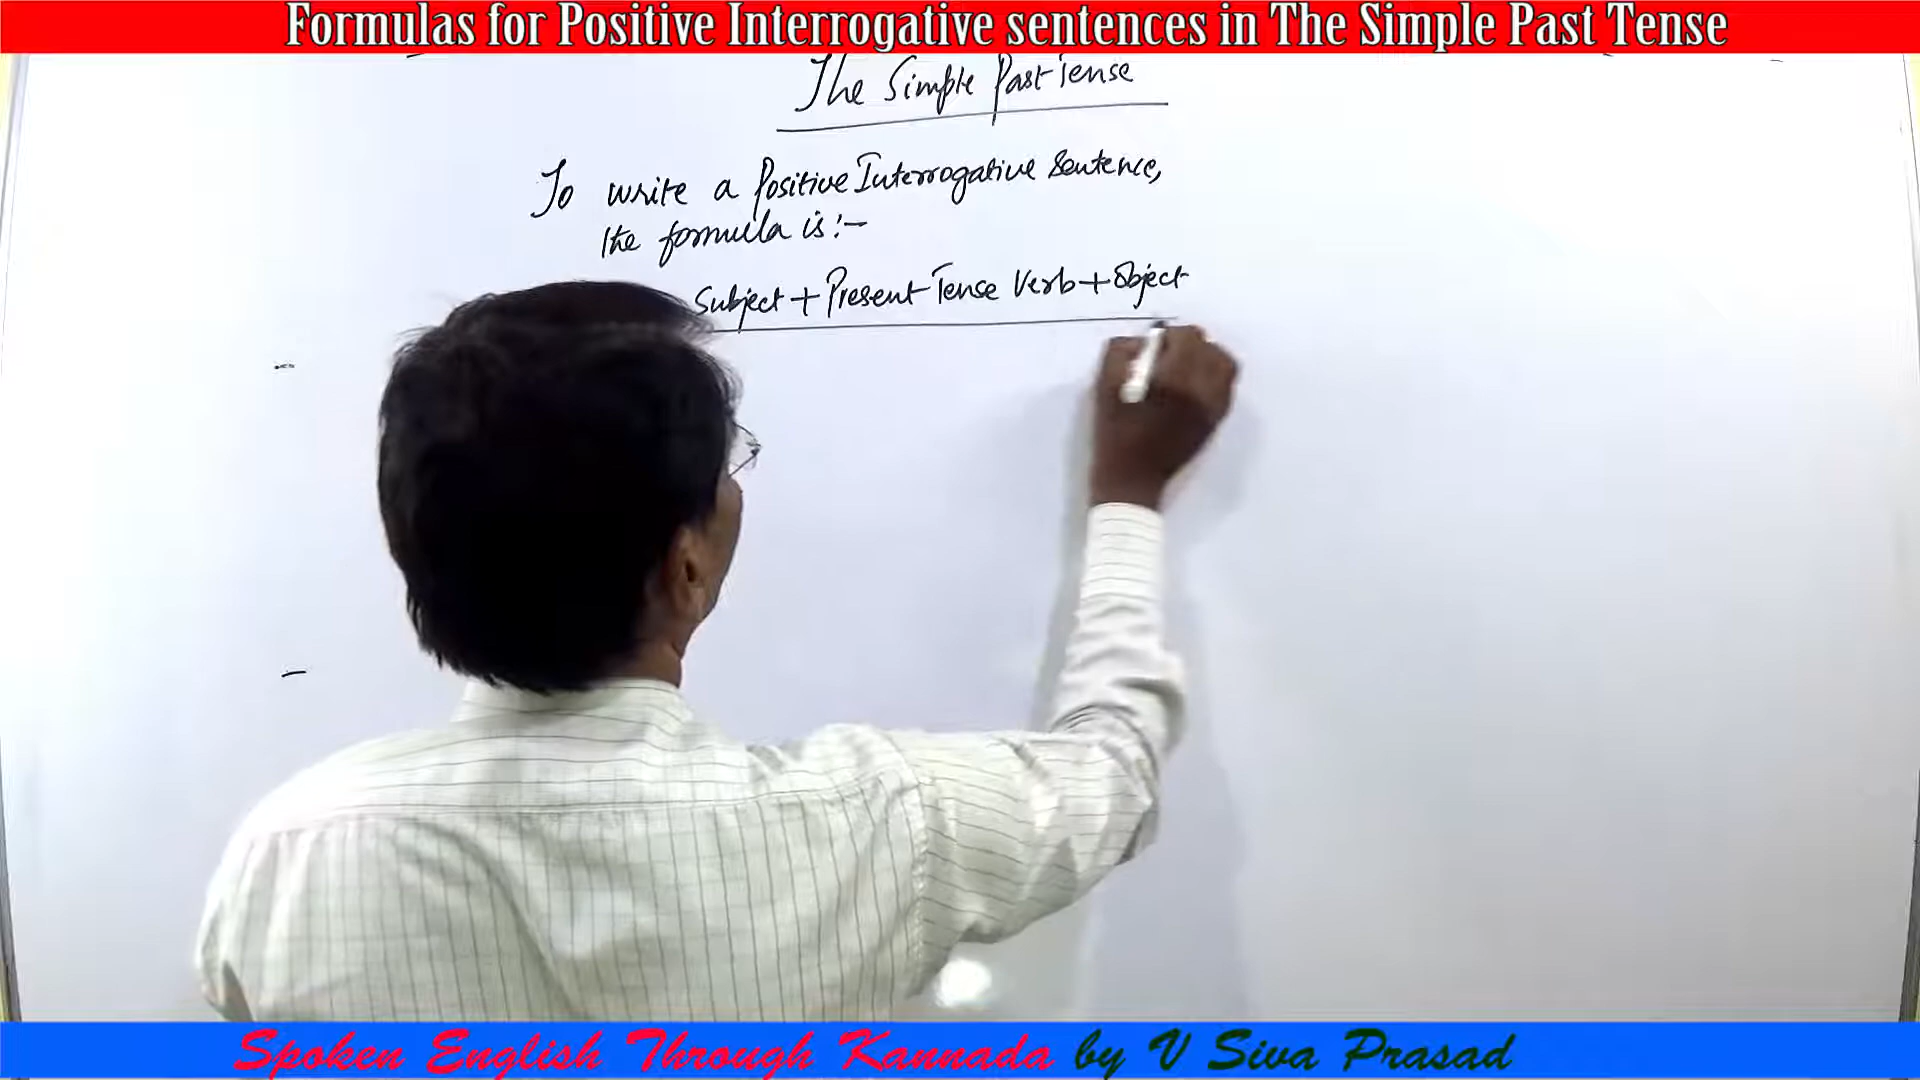 Formulas for Positive Interrogative sentences in The Simple Past Tense
The Simple Past Tense
To write a Positive Interrogative Sentence,
the formula is:-
Subject + Present Tense Verb + Object
Spoken English Through Kannada by V Siva Prasad